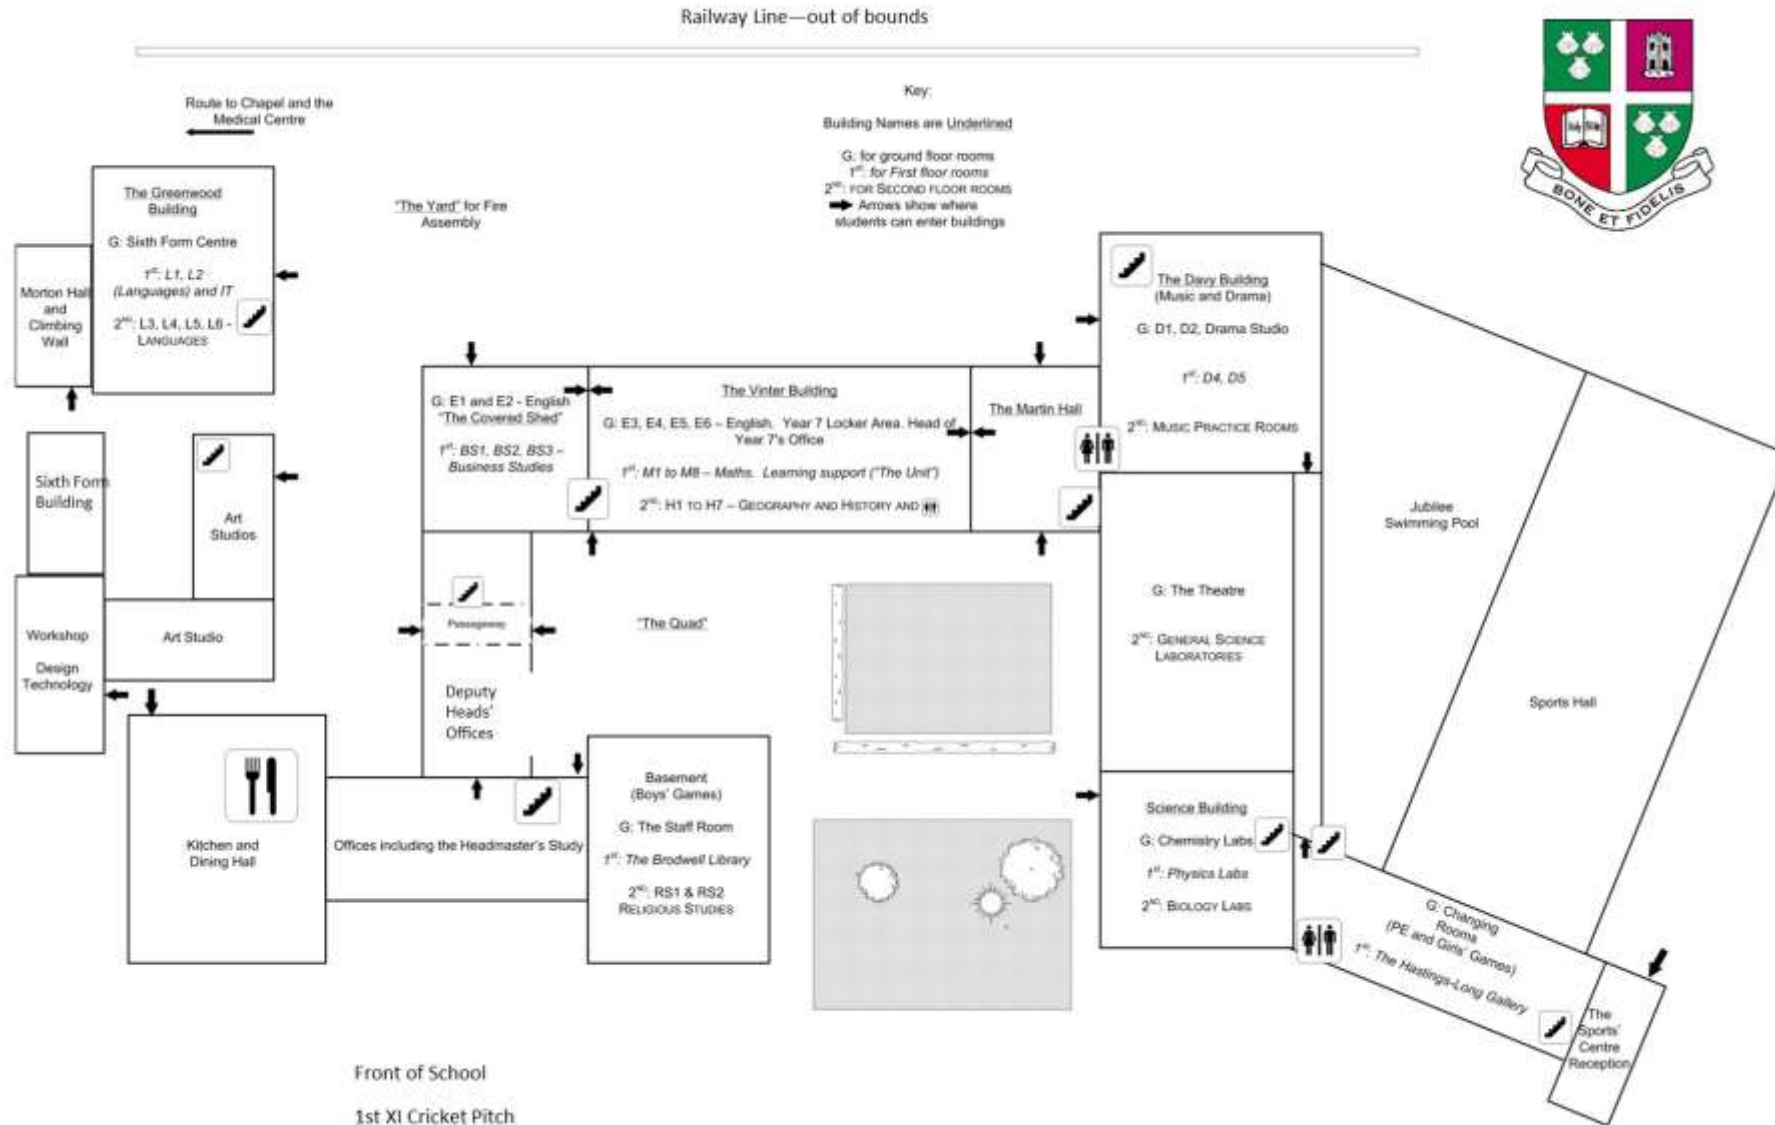 Railway Line—out of bounds
Route to Chapel and the
Medical Centre
Key:
Building Names are Underlined
G: for ground floor rooms
1st: for First floor rooms
2ND: FOR SECOND FLOOR ROOMS
Arrows show where
students can enter buildings
BONE ET FIDELIS
The Greenwood
Building
G: Sixth Form Centre
1st: L1, L2
(Languages) and IT
2ND: L3, L4, L5, L6 -
LANGUAGES
Morton Hall
and
Climbing
Wall
"The Yard" for Fire
Assembly
The Davy Building
(Music and Drama)
G: D1, D2, Drama Studio
1st: D4, D5
2ND: MUSIC PRACTICE ROOMS
G: E1 and E2 - English
"The Covered Shed"
1st: BS1, BS2, BS3 –
Business Studies
The Vinter Building
G: E3, E4, E5, E6 – English. Year 7 Locker Area. Head of
Year 7's Office
1st: M1 to M8 – Maths. Learning support ("The Unit")
2ND: H1 TO H7 – GEOGRAPHY AND HISTORY AND
The Martin Hall
Sixth Form
Building
Art
Studios
Jubilee
Swimming Pool
Workshop
Design
Technology
Art Studio
Passageway
"The Quad"
G: The Theatre
2ND: GENERAL SCIENCE
LABORATORIES
Sports Hall
Deputy
Heads'
Offices
Kitchen and
Dining Hall
Offices including the Headmaster's Study
Basement
(Boys' Games)
G: The Staff Room
1st: The Brodwell Library
2ND: RS1 & RS2
RELIGIOUS STUDIES
Science Building
G: Chemistry Labs
1st: Physics Labs
2ND: BIOLOGY LABS
G: Changing
Rooms
(PE and Girls' Games)
1st: The Hastings-Long Gallery
The
Sports'
Centre
Reception
Front of School
1st XI Cricket Pitch